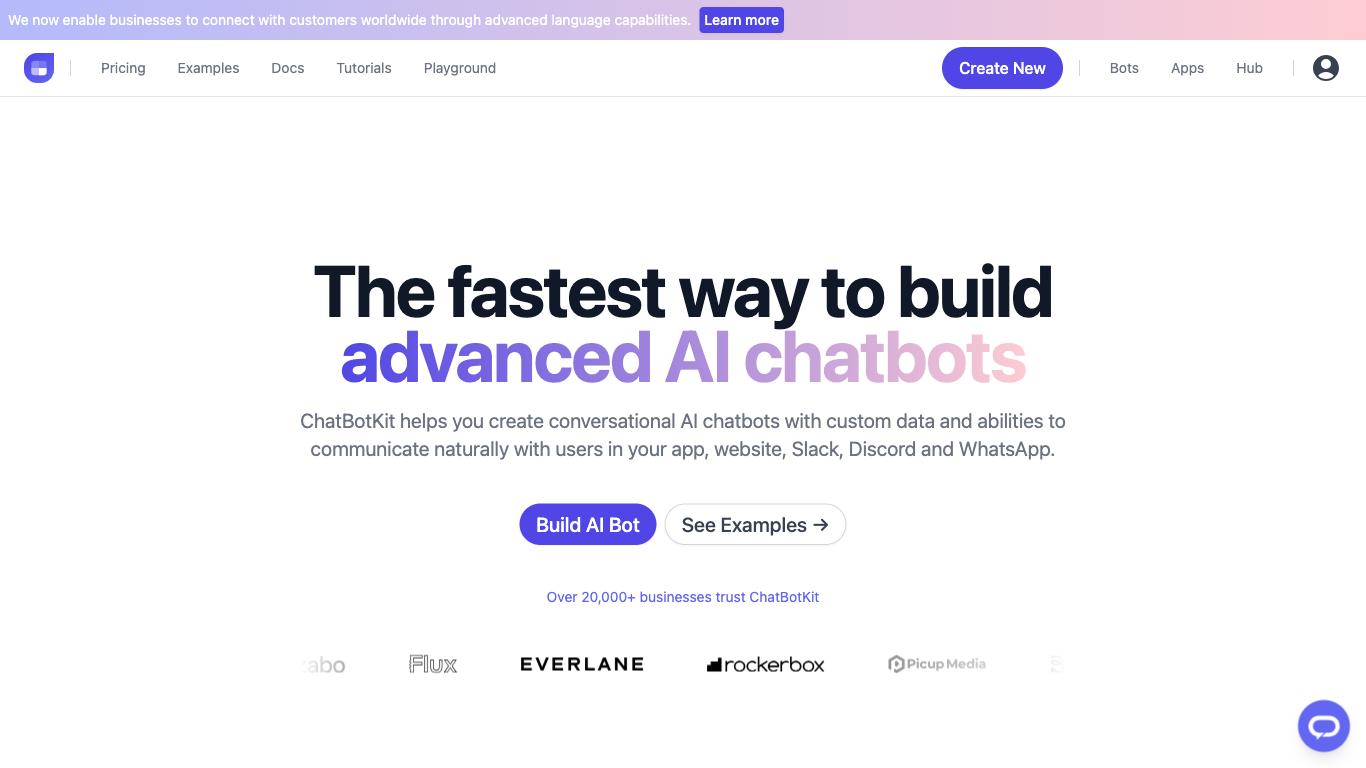 We now enable businesses to connect with customers worldwide through advanced language capabilities. Learn more
Pricing Examples Docs Tutorials Playground Create New Bots Apps Hub
The fastest way to build
advanced AI chatbots
ChatBotKit helps you create conversational AI chatbots with custom data and abilities to
communicate naturally with users in your app, website, Slack, Discord and WhatsApp.
Build AI Bot See Examples →
Over 20,000+ businesses trust ChatBotKit
Flux EVERLANE rockerbox Picup Media